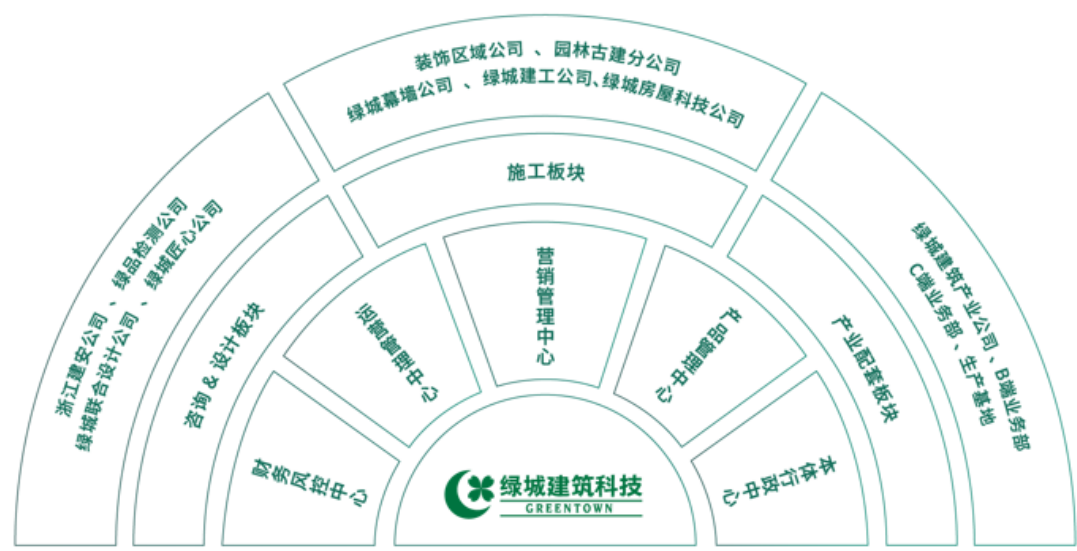 装饰区域公司 、 园林古建分公司
绿城幕墙公司 、 绿城建工公司、绿城房屋科技公司
施工板块
浙江建安公司 、 绿品检测公司
绿城联合设计公司 、 绿城匠心公司
咨询 & 设计板块
绿城建筑产业公司 、 B端业务部
C端业务部 、 生产基地
产业配套板块
财务风控中心
运营管理中心
营销管理中心
产品管理中心
本体行政中心
绿城建筑科技
GREENTOWN